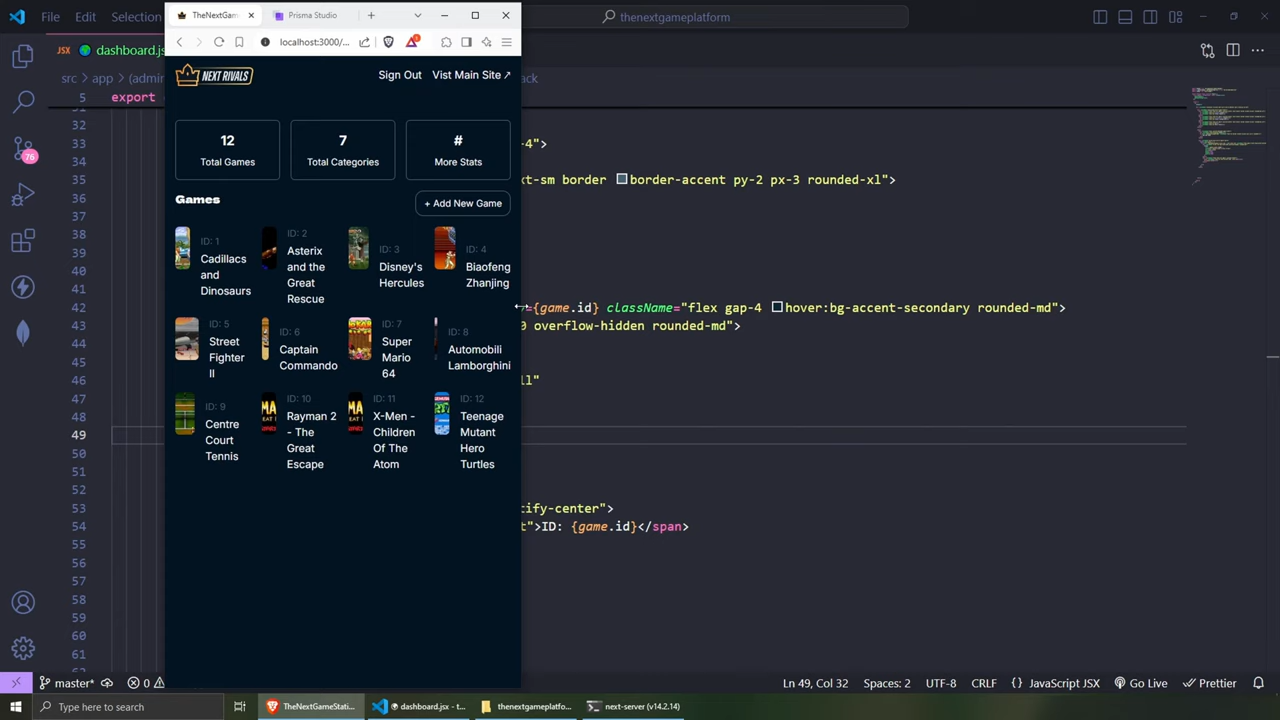 File Edit Selection
TheNextGam
Prisma Studio
thenextgameplatform
JSX dashboard.js
localhost:3000/...
src > app > (admin
ack
NEXT RIVALS
Sign Out
Vist Main Site ↗
5 export
32
33
34
35
36
37
38
39
40
41
42
43
44
45
46
47
48
49
50
51
52
53
54
55
56
57
58
59
60
61
-4">
xt-sm border border-accent py-2 px-3 rounded-xl">
={game.id} className="flex gap-4 hover:bg-accent-secondary rounded-md">
0 overflow-hidden rounded-md">
ll"
ify-center">
t">ID: {game.id}</span>
12
Total Games
7
Total Categories
#
More Stats
Games
+ Add New Game
ID: 1
Cadillacs
and
Dinosaurs
ID: 2
Asterix
and the
Great
Rescue
ID: 3
Disney's
Hercules
ID: 4
Biaofeng
Zhanjing
ID: 5
Street
Fighter
II
ID: 6
Captain
Commando
ID: 7
Super
Mario
64
ID: 8
Automobili
Lamborghini
ID: 9
Centre
Court
Tennis
ID: 10
Rayman 2
- The
Great
Escape
ID: 11
X-Men -
Children
Of The
Atom
ID: 12
Teenage
Mutant
Hero
Turtles
76
master*
0
Ln 49, Col 32
Spaces: 2
UTF-8
CRLF
{} JavaScript JSX
Go Live
Prettier
Type here to search
TheNextGameStati...
dashboard.jsx - t...
thenextgameplatfo...
next-server (v14.2.14)